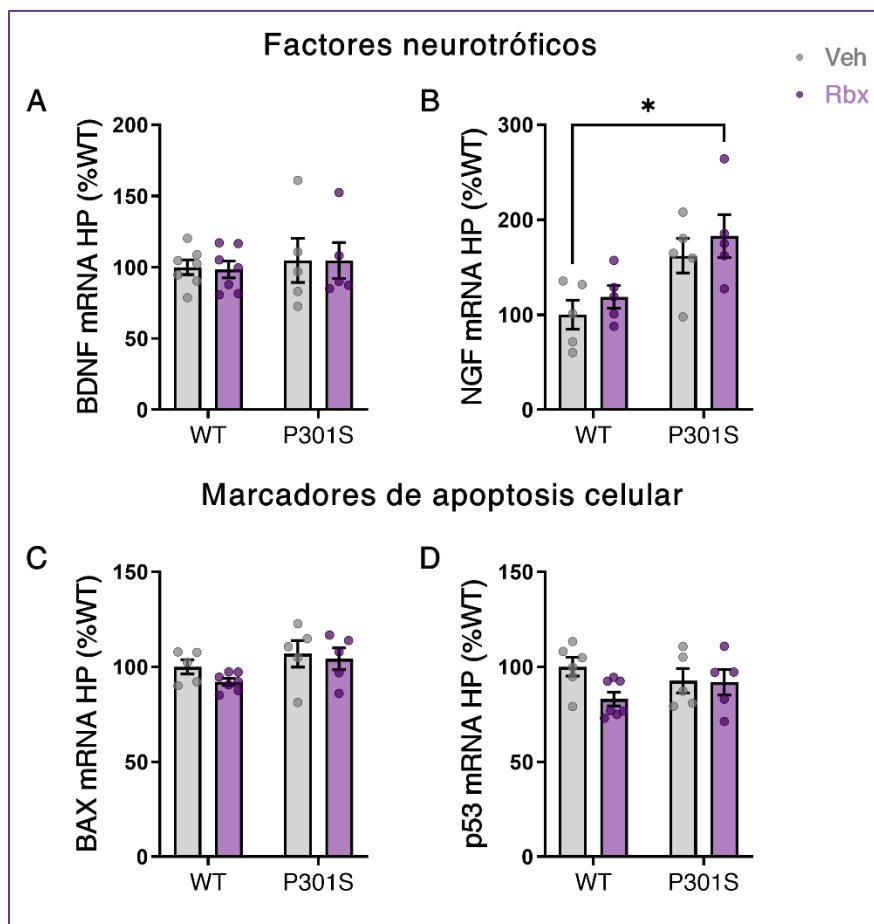 Factores neurotróficos
Veh
Rbx
A
BDNF mRNA HP (%WT)
200
150
100
50
0
WT P301S
B
*
NGF mRNA HP (%WT)
300
200
100
0
WT P301S
Marcadores de apoptosis celular
C
BAX mRNA HP (%WT)
150
100
50
0
WT P301S
D
p53 mRNA HP (%WT)
150
100
50
0
WT P301S